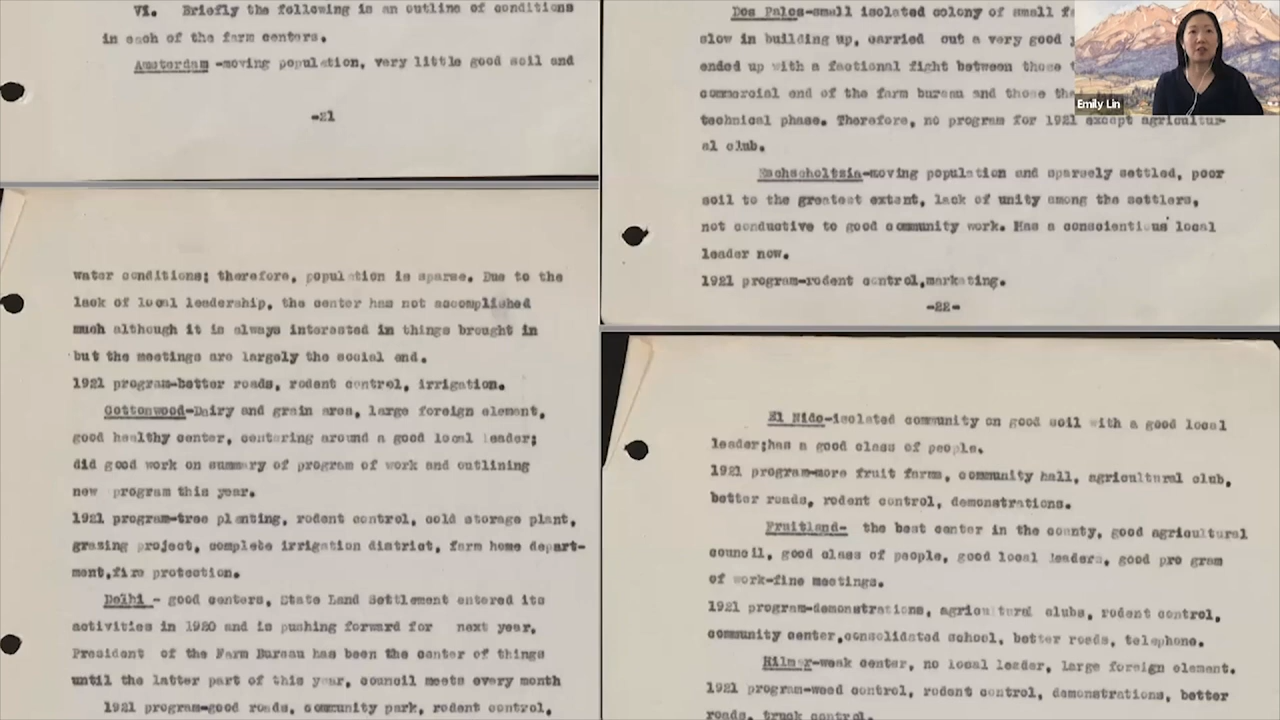 VI. Briefly the following is an outline of conditions
in each of the farm centers.
Amsterdam -moving population, very little good soil and
-21
water conditions; therefore, population is sparse. Due to the
lack of local leadership, the center has not accomplished
much although it is always interested in things brought in
but the meetings are largely the social end.
1921 program-better roads, rodent control, irrigation.
Cottonwood-Dairy and grain area, large foreign element,
good healthy center, centering around a good local leader;
did good work on summary of program of work and outlining
new program this year.
1921 program-tree planting, rodent control, cold storage plant,
grasing project, complete irrigation district, farm home depart-
ment,fire protection.
Delhi - good centers, State Land Settlement entered its
activities in 1920 and is pushing forward for next year.
President of the Farm Bureau has been the center of things
until the latter part of this year, council meets every month
1921 program-good roads, community park, rodent control,
Dos Palos-small isolated colony of small
slow in building up, carried out a very good
ended up with a factional fight between those
commercial end of the farm bureau and those
technical phase. Therefore, no program for 1921 except agricultur-
al club.
Eschscholtzia-moving population and sparsely settled, poor
soil to the greatest extent, lack of unity among the settlers,
not conductive to good community work. Has a conscientious local
leader now.
1921 program-rodent control,marketing.
-22-
El Nido-isolated community on good soil with a good local
leader;has a good class of people.
1921 program-more fruit farms, community hall, agricultural club,
better roads, rodent control, demonstrations.
Fruitland- the best center in the county, good agricultural
council, good class of people, good local leaders, good pro gram
of work-fine meetings.
1921 program-demonstrations, agricultural clubs, rodent control,
community center,consolidated school, better roads, telephone.
Hilmar-weak center, no local leader, large foreign element.
1921 program-weed control, rodent control, demonstrations, better
roads, truck control.
Emily Lin